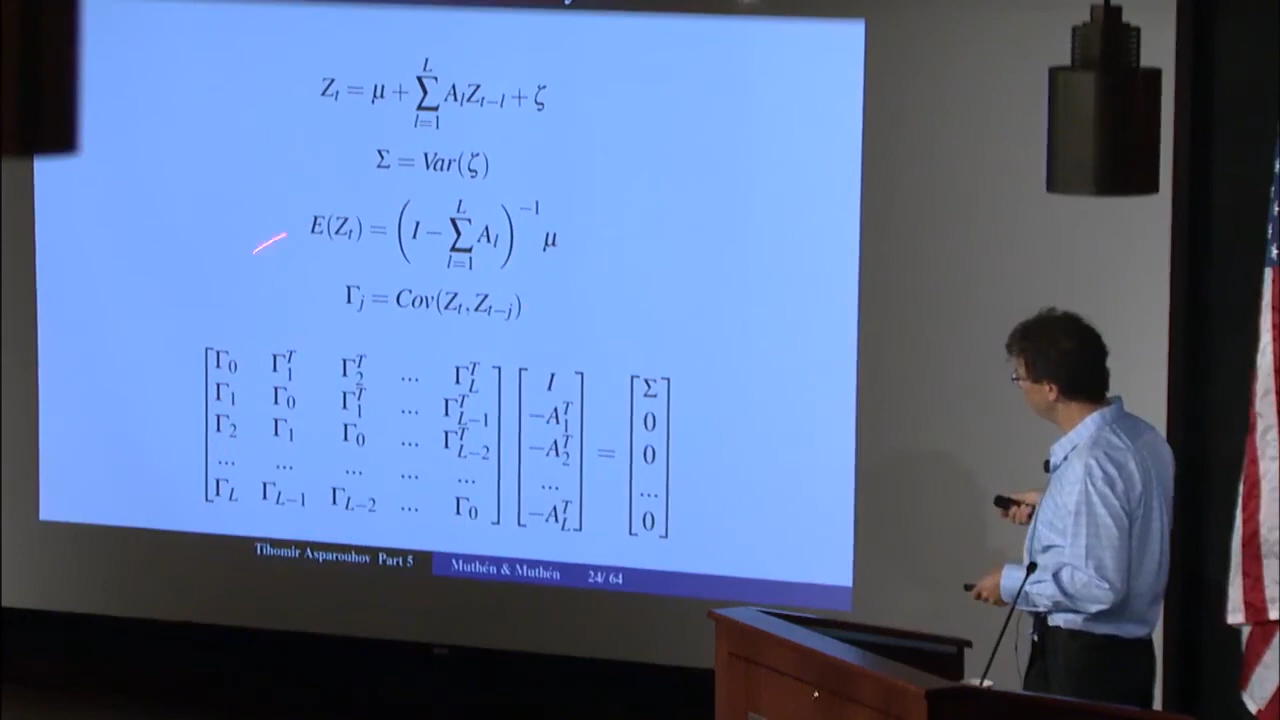 Z_t = μ + ∑_{l=1}^{L} A_l Z_{t−l} + ζ
Σ = Var(ζ)
E(Z_t) = (I − ∑_{l=1}^{L} A_l)^{−1} μ
Γ_j = Cov(Z_t, Z_{t−j})
[Γ_0 Γ_1^T Γ_2^T ... Γ_L^T] [I] [Σ]
[Γ_1 Γ_0 Γ_1^T ... Γ_{L−1}^T] [−A_1^T] [0]
[Γ_2 Γ_1 Γ_0 ... Γ_{L−2}^T] [−A_2^T] = [0]
[... ... ... ... ...] [...] [...]
[Γ_L Γ_{L−1} Γ_{L−2} ... Γ_0] [−A_L^T] [0]
Tihomir Asparouhov Part 5 Muthén & Muthén 24/ 64